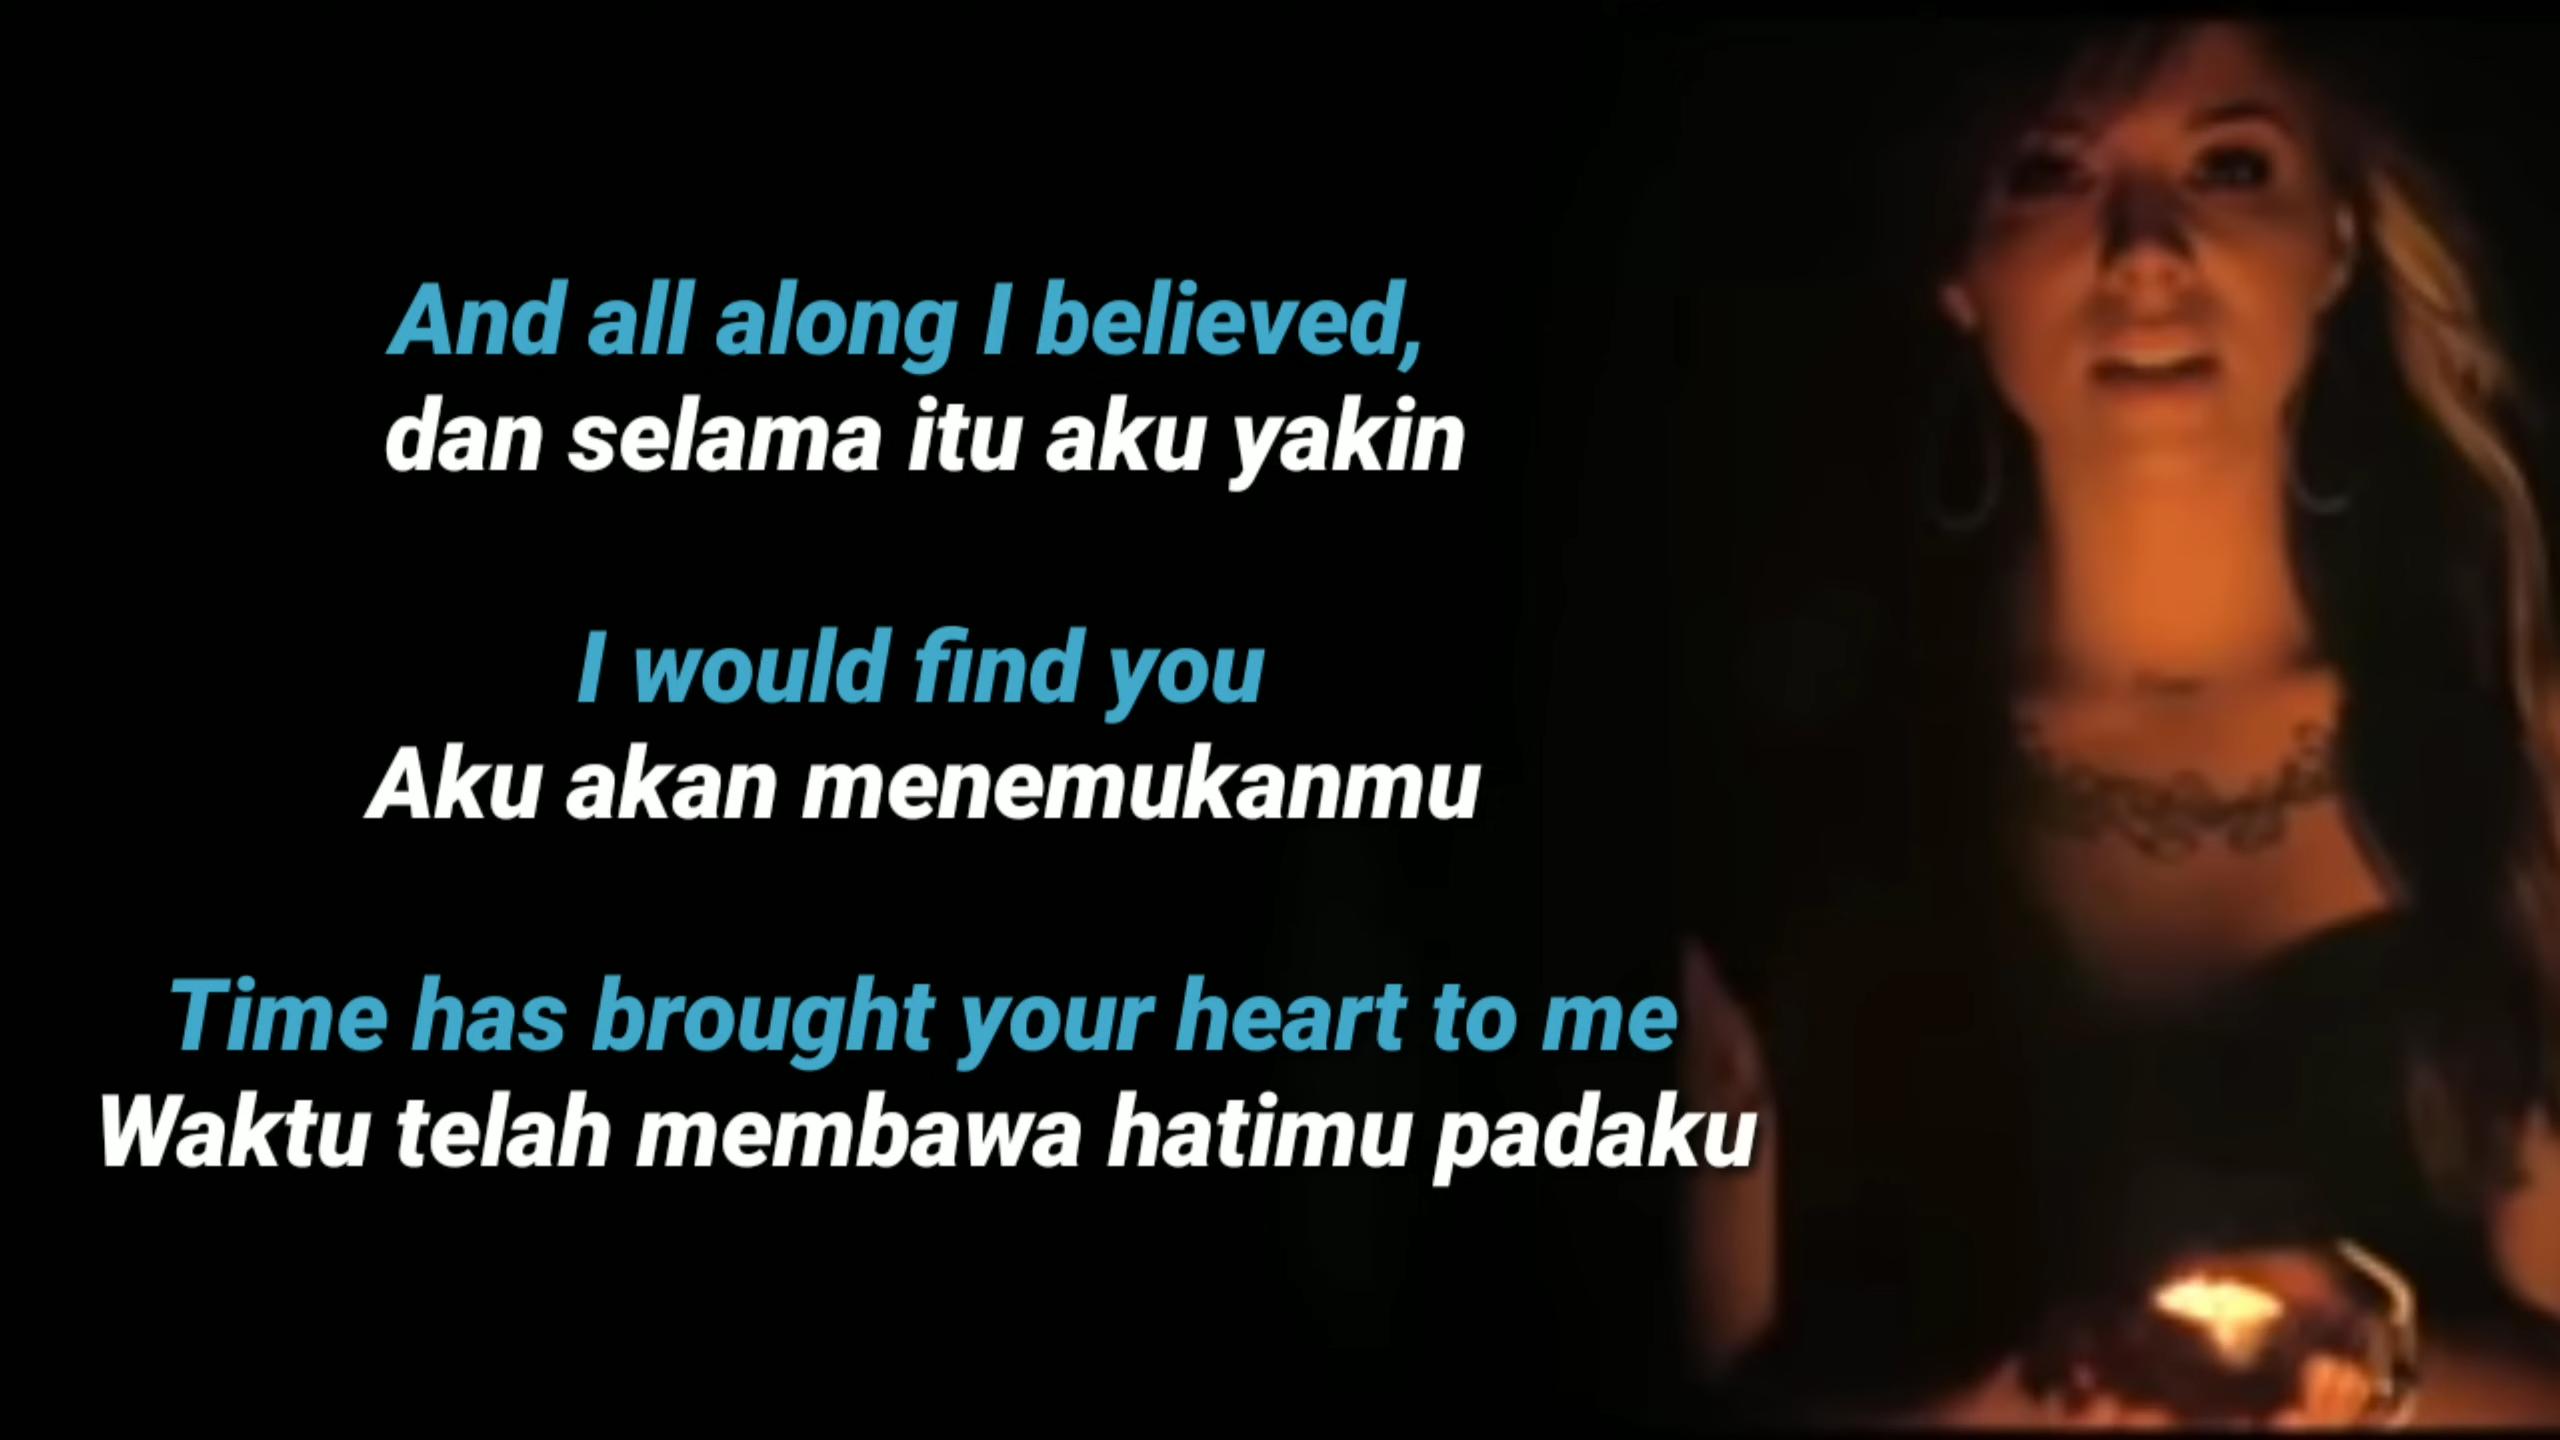 And all along I believed,
dan selama itu aku yakin
I would find you
Aku akan menemukanmu
Time has brought your heart to me
Waktu telah membawa hatimu padaku